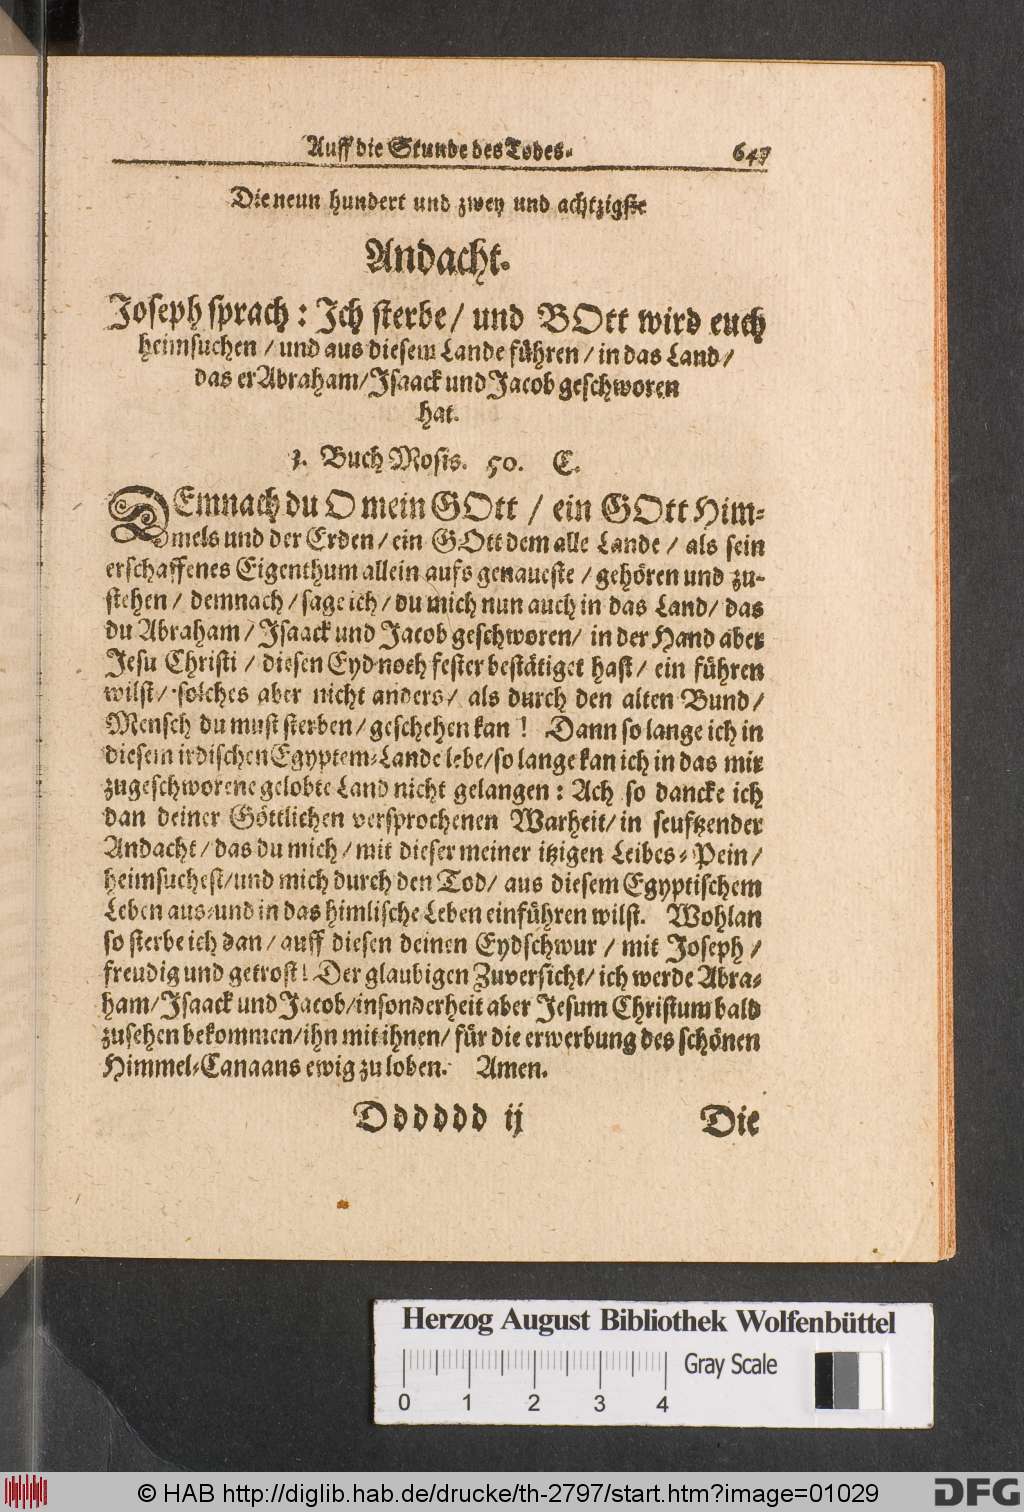 Auff die Stunde des Todes. 647
Die neun hundert und zwey und achtzigste
Andacht.
Joseph sprach: Ich sterbe / und GOtt wird euch
heimsuchen / und aus diesem Lande führen / in das Land /
das er Abraham / Isaack und Jacob geschworen
hat.
1. Buch Mosis. 50. C.
DEmnach du O mein GOtt / ein GOtt Him-
mels und der Erden / ein GOtt dem alle Lande / als sein
erschaffenes Eigenthum allein aufs genaueste / gehören und zu-
stehen / demnach / sage ich / du mich nun auch in das Land / das
du Abraham / Isaack und Jacob geschworen / in der Hand aber
Jesu Christi / diesen Eyd noch fester bestätiget hast / ein führen
wilst / solches aber nicht anders / als durch den alten Bund /
Mensch du must sterben / geschehen kan! Dann so lange ich in
diesem irdischen Egyptem-Lande lebe / so lange kan ich in das mir
zugeschworene gelobte Land nicht gelangen: Ach so dancke ich
dan deiner Göttlichen versprochenen Warheit / in seufftzender
Andacht / das du mich / mit dieser meiner itzigen Leibes-Pein /
heimsuchest / und mich durch den Tod / aus diesem Egyptischem
Leben aus- und in das himlische Leben einführen wilst. Wohlan
so sterbe ich dan / auff diesen deinen Eydschwur / mit Joseph /
freudig und getrost! Der glaubigen Zuversicht / ich werde Abra-
ham / Isaack und Jacob / insonderheit aber Jesum Christum bald
zusehen bekommen / ihn mit ihnen / für die erwerbung des schönen
Himmel-Canaans ewig zu loben. Amen.
Dddddd ij Die
Herzog August Bibliothek Wolfenbüttel
0 1 2 3 4 Gray Scale
© HAB http://diglib.hab.de/drucke/th-2797/start.htm?image=01029
DFG